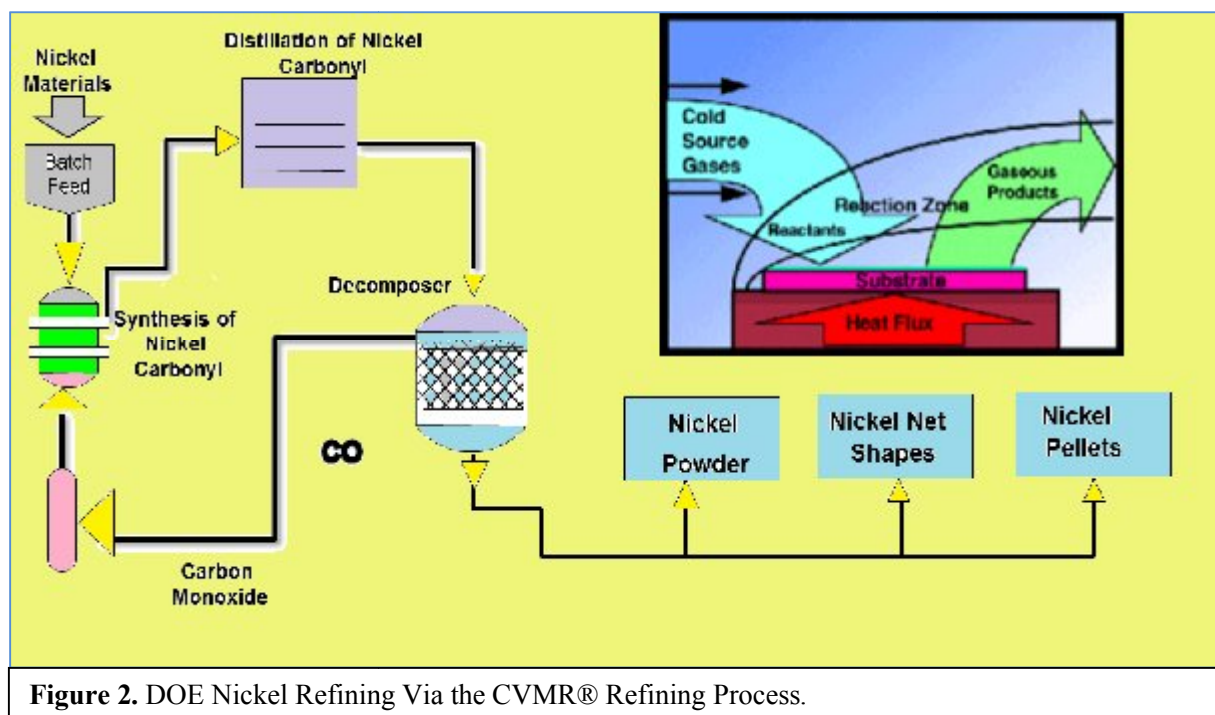 Distillation of Nickel
Carbonyl
Nickel
Materials
Batch
Feed
Synthesis of
Nickel
Carbonyl
Decomposer
CO
Carbon
Monoxide
Cold
Source
Gases
Reactants
Reaction Zone
Gaseous
Products
Substrate
Heat Flux
Nickel
Powder
Nickel Net
Shapes
Nickel
Pellets
Figure 2. DOE Nickel Refining Via the CVMR® Refining Process.